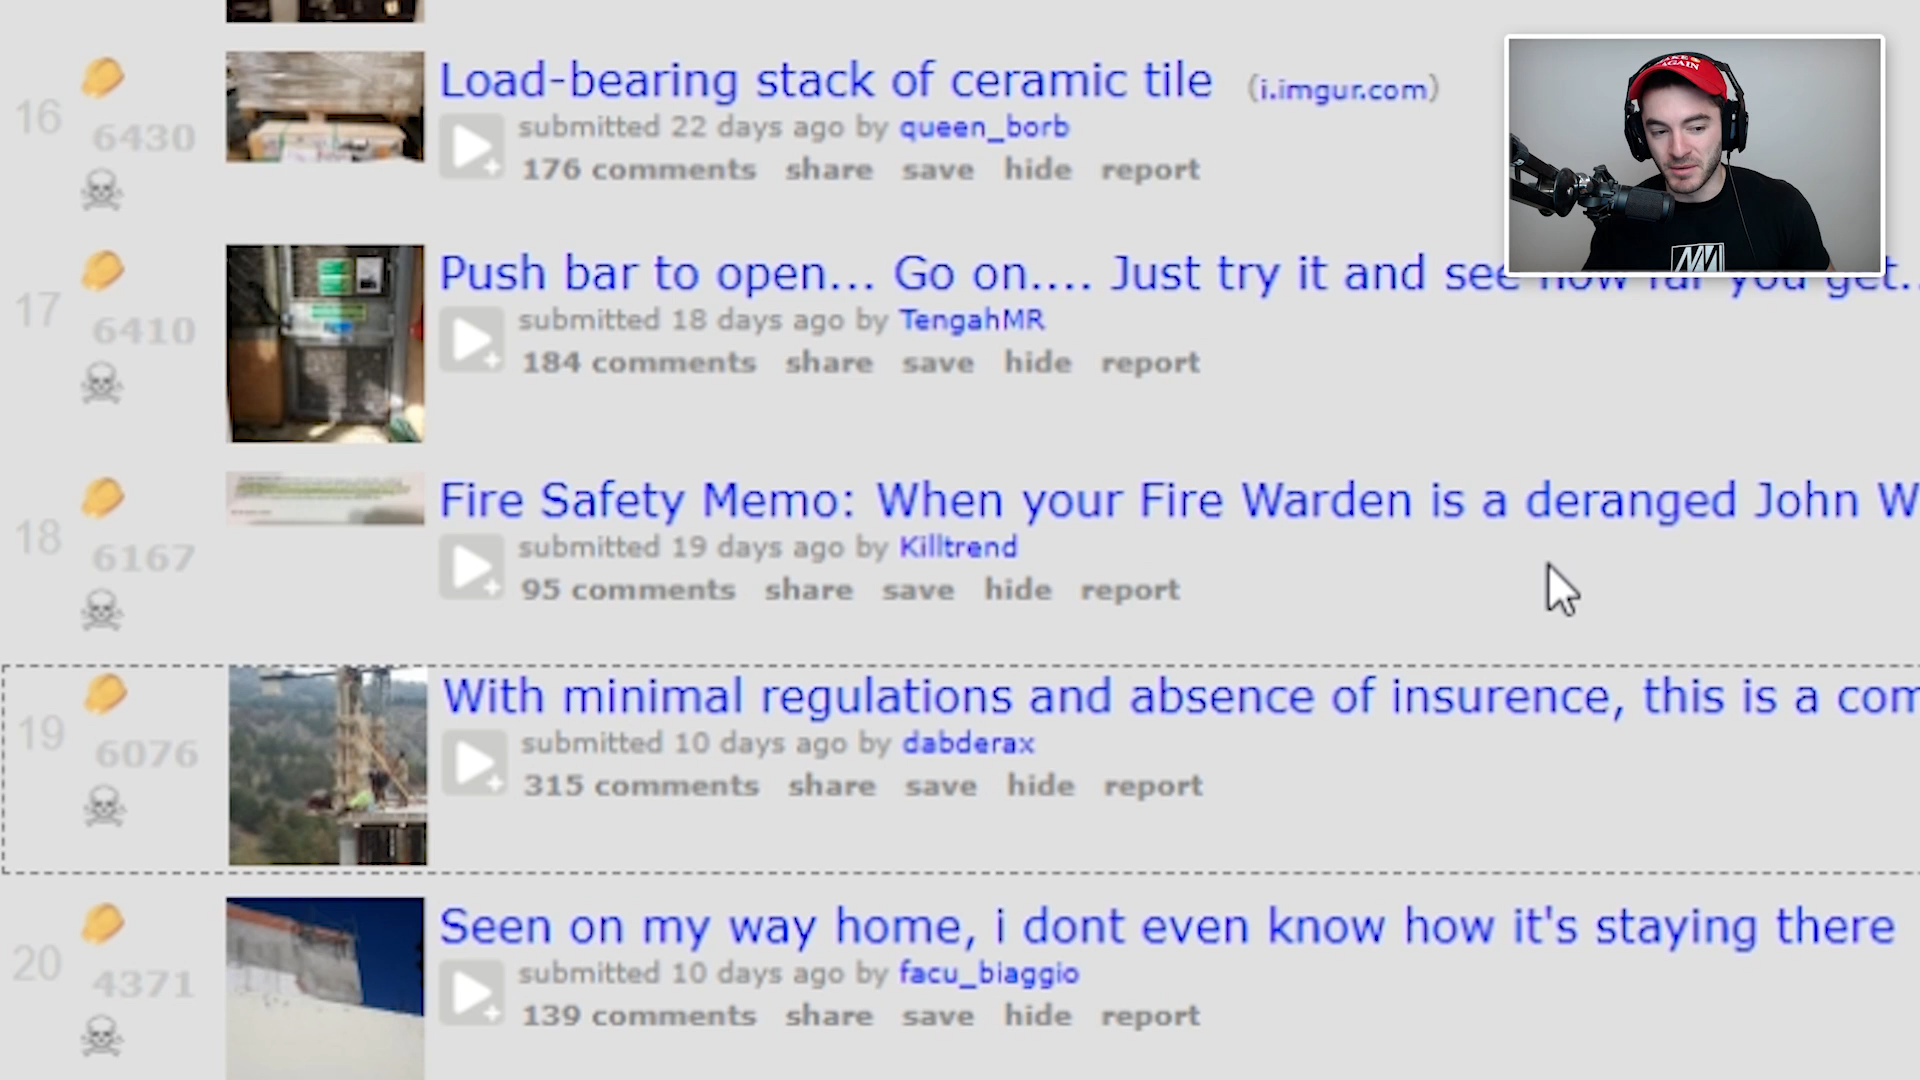 AGAIN
16
6430
Load-bearing stack of ceramic tile (i.imgur.com)
submitted 22 days ago by queen_borb
176 comments share save hide report
17
6410
Push bar to open... Go on.... Just try it and see how far you get..
submitted 18 days ago by TengahMR
184 comments share save hide report
18
6167
Fire Safety Memo: When your Fire Warden is a deranged John W
submitted 19 days ago by Killtrend
95 comments share save hide report
19
6076
With minimal regulations and absence of insurence, this is a com
submitted 10 days ago by dabderax
315 comments share save hide report
20
4371
Seen on my way home, i dont even know how it's staying there
submitted 10 days ago by facu_biaggio
139 comments share save hide report